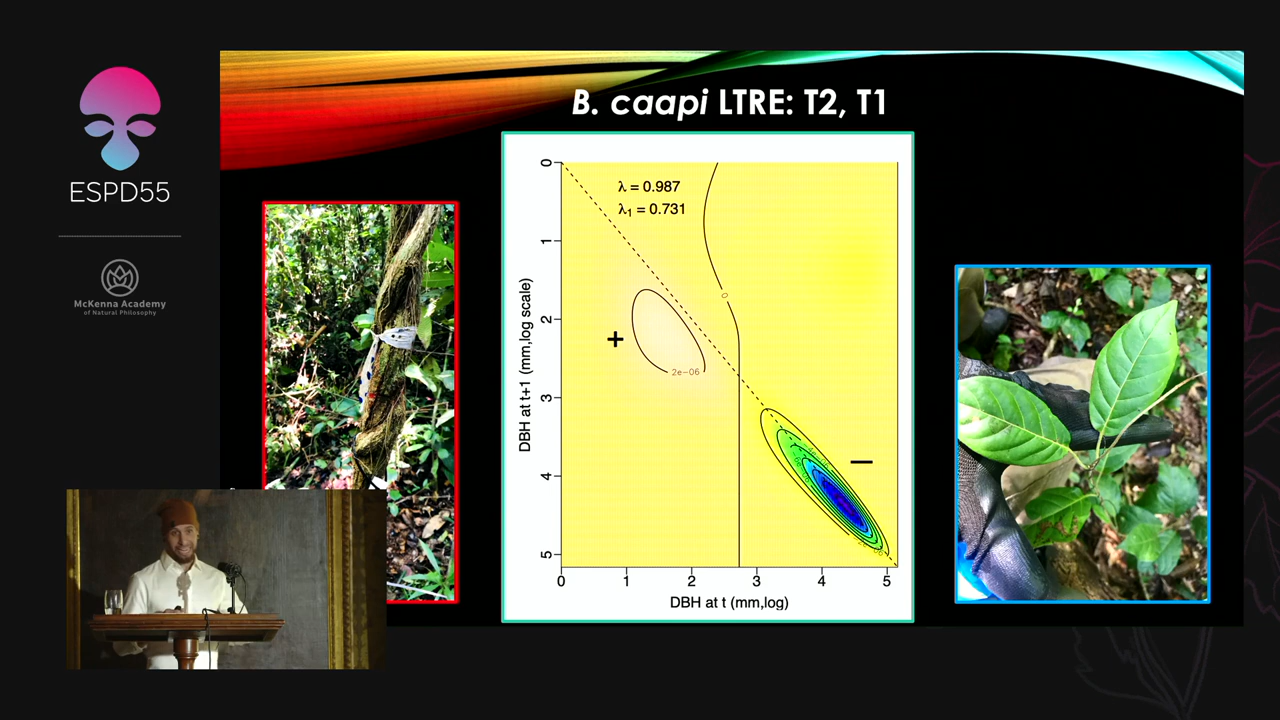 ESPD55
McKenna Academy
of Natural Philosophy
B. caapi LTRE: T2, T1
λ = 0.987
λ1 = 0.731
DBH at t+1 (mm,log scale)
0
1
2
3
4
5
0
+
2e-06
−
0 1 2 3 4 5
DBH at t (mm,log)